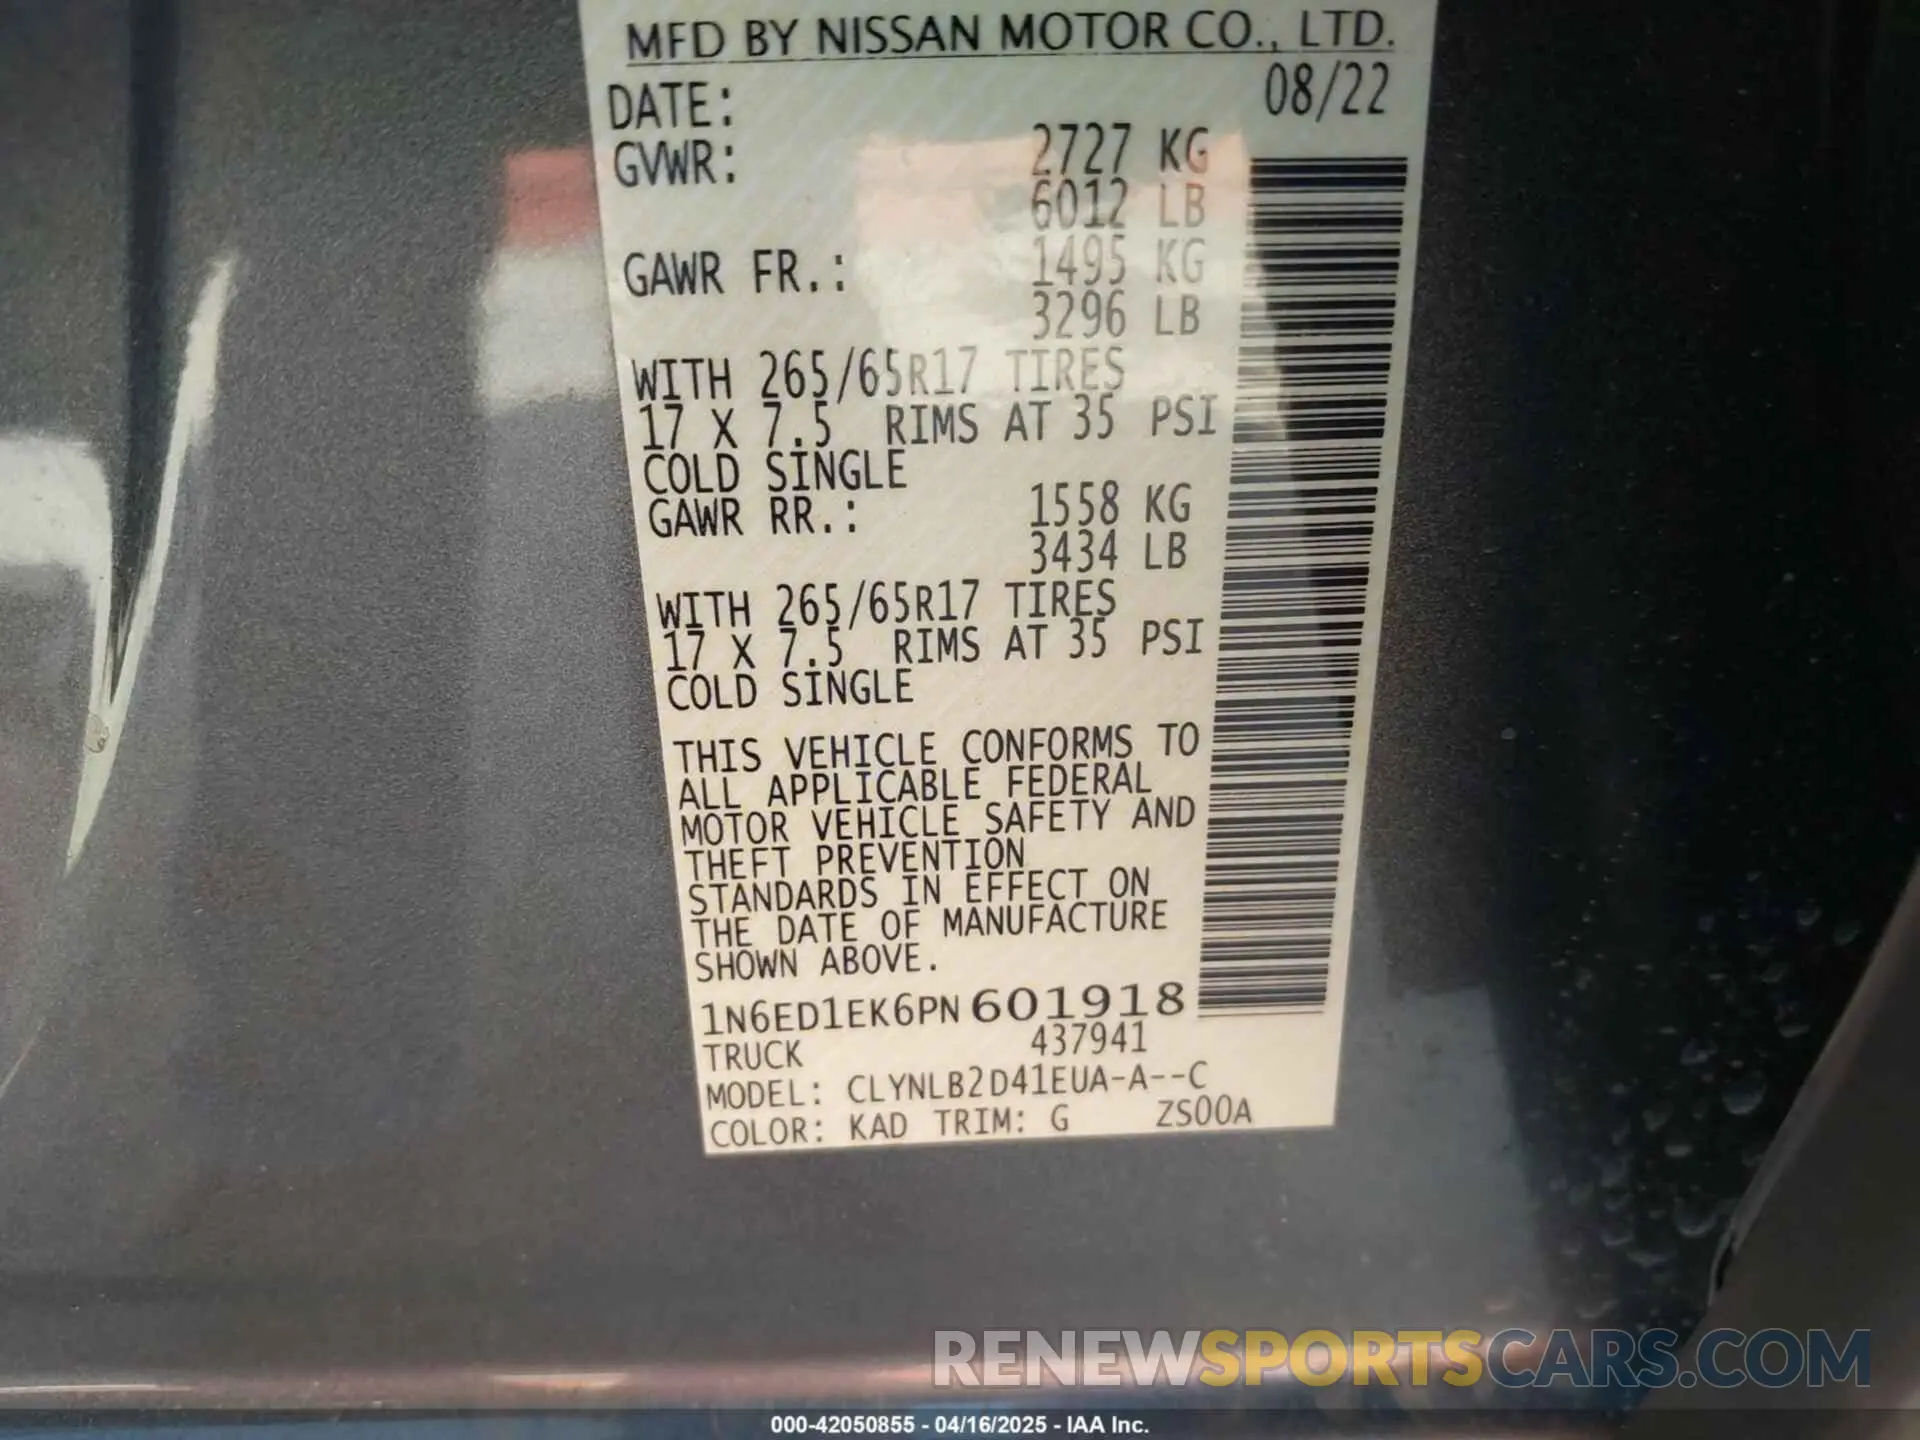 MFD BY NISSAN MOTOR CO., LTD.
DATE: 08/22
GVWR: 2727 KG
6012 LB
GAWR FR.: 1495 KG
3296 LB
WITH 265/65R17 TIRES
17 X 7.5 RIMS AT 35 PSI
COLD SINGLE
GAWR RR.: 1558 KG
3434 LB
WITH 265/65R17 TIRES
17 X 7.5 RIMS AT 35 PSI
COLD SINGLE
THIS VEHICLE CONFORMS TO
ALL APPLICABLE FEDERAL
MOTOR VEHICLE SAFETY AND
THEFT PREVENTION
STANDARDS IN EFFECT ON
THE DATE OF MANUFACTURE
SHOWN ABOVE.
1N6ED1EK6PN601918
TRUCK 437941
MODEL: CLYNLB2D41EUA-A--C
COLOR: KAD TRIM: G ZS00A
RENEWSPORTSCARS.COM
000-42050855 - 04/16/2025 - IAA Inc.